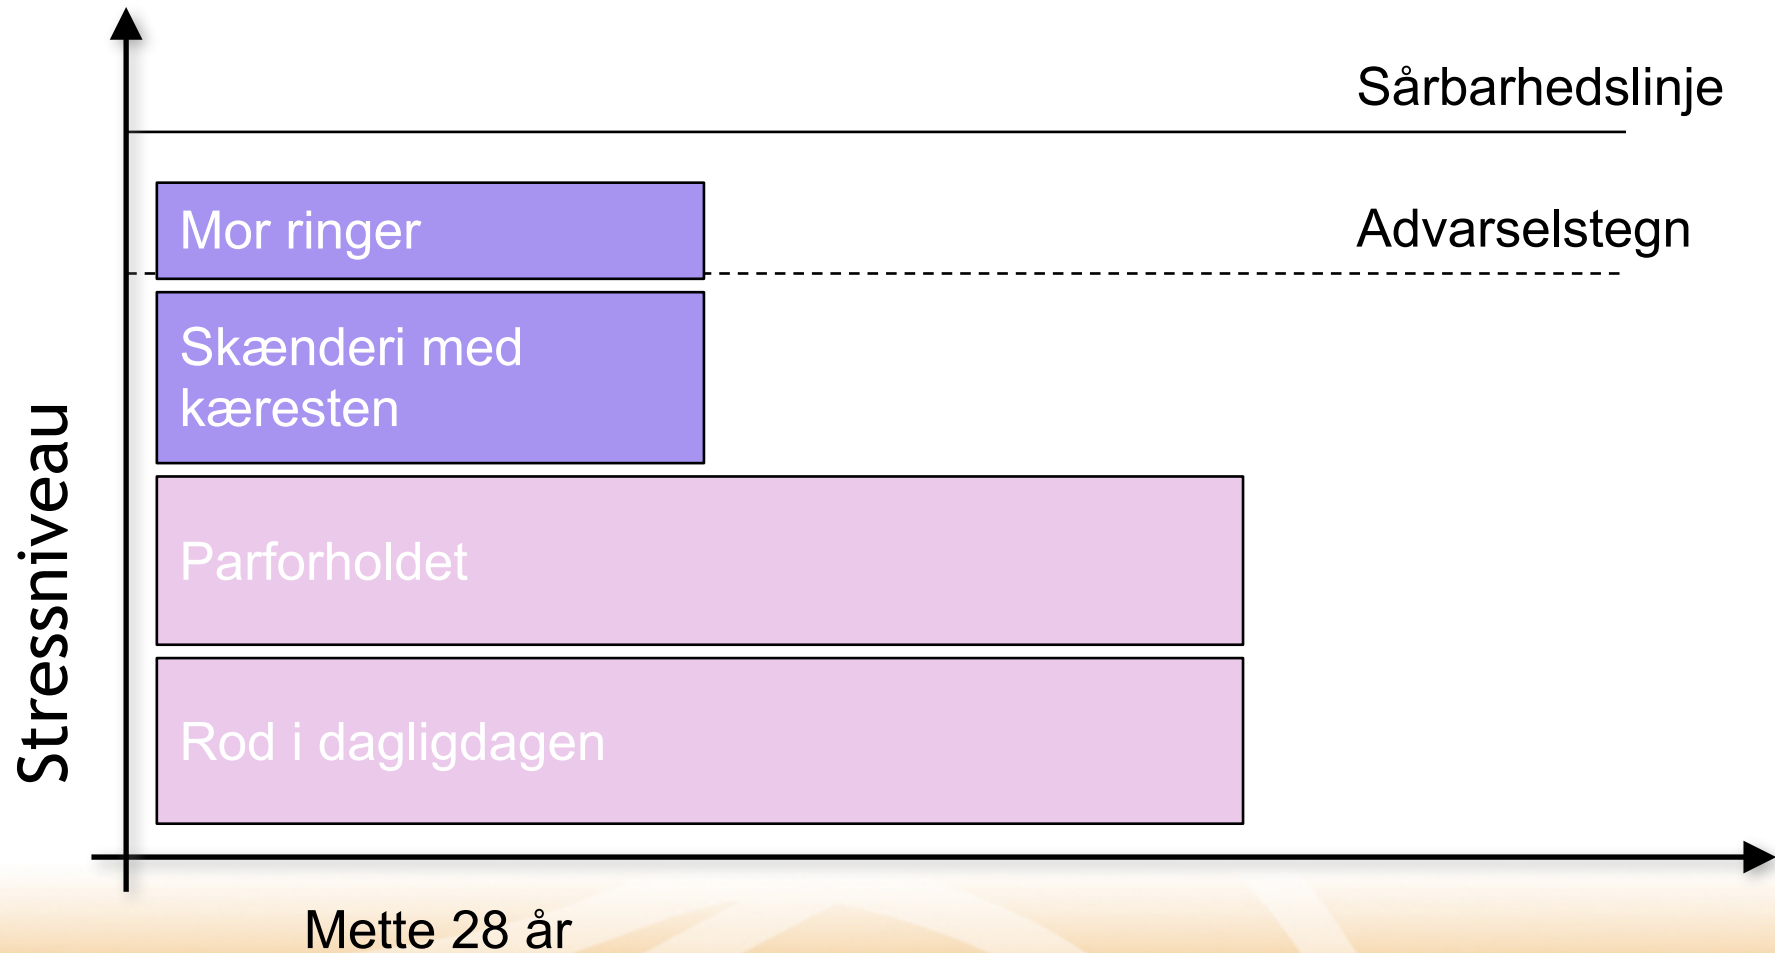 Sårbarhedslinje
Mor ringer
Advarselstegn
Skænderi med
kæresten
Parforholdet
Rod i dagligdagen
Stressniveau
Mette 28 år